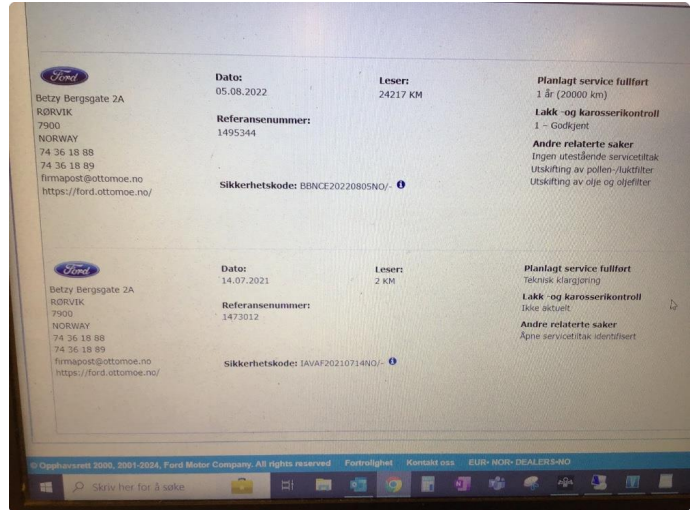 Ford
Betzy Bergsgate 2A
RØRVIK
7900
NORWAY
74 36 18 88
74 36 18 89
firmapost@ottomoe.no
https://ford.ottomoe.no/
Dato:
05.08.2022
Referansenummer:
1495344
Sikkerhetskode: BBNCE20220805NO/-
Leser:
24217 KM
Planlagt service fullført
1 år (20000 km)
Lakk -og karosserikontroll
1 – Godkjent
Andre relaterte saker
Ingen utestående servicetiltak
Utskifting av pollen-/luktfilter
Utskifting av olje og oljefilter
Ford
Betzy Bergsgate 2A
RØRVIK
7900
NORWAY
74 36 18 88
74 36 18 89
firmapost@ottomoe.no
https://ford.ottomoe.no/
Dato:
14.07.2021
Referansenummer:
1473012
Sikkerhetskode: IAVAF20210714NO/-
Leser:
2 KM
Planlagt service fullført
Teknisk klargjøring
Lakk -og karosserikontroll
Ikke aktuelt
Andre relaterte saker
Åpne servicetiltak identifisert
© Opphavsrett 2000, 2001-2024, Ford Motor Company. All rights reserved Fortrolighet Kontakt oss EUR- NOR- DEALERS-NO
Skriv her for å søke